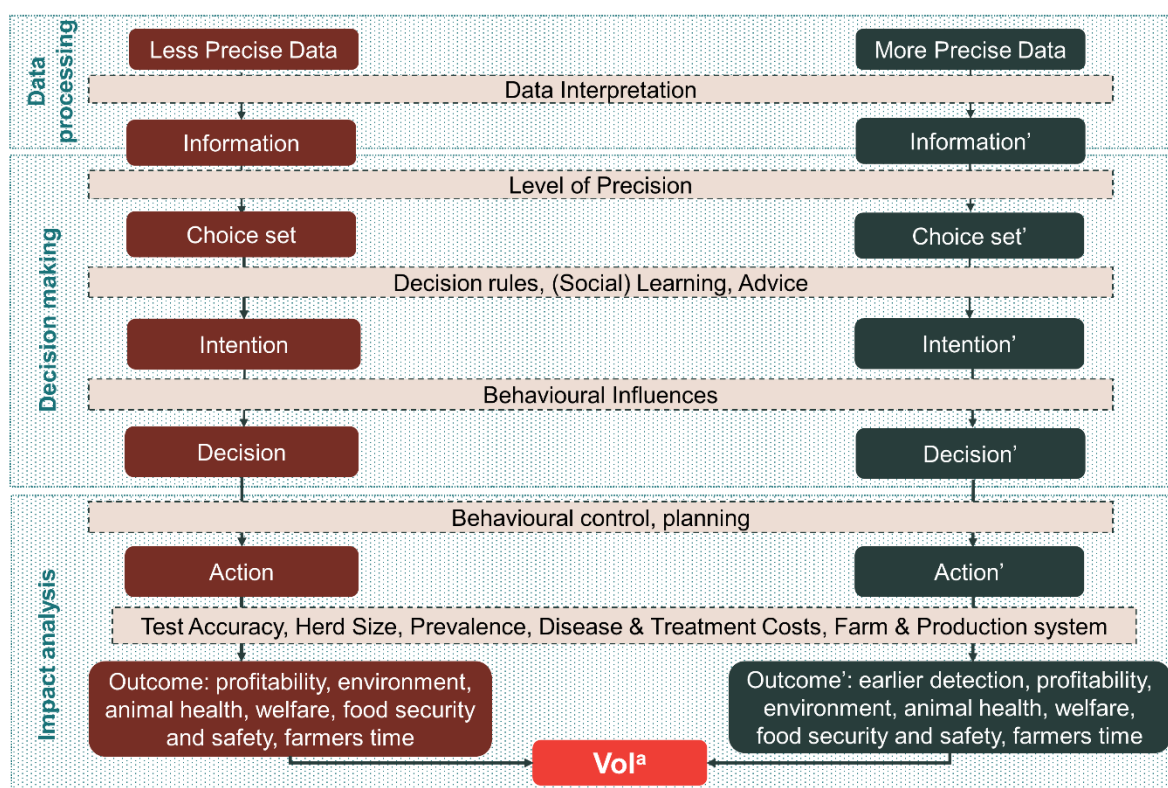 Data
processing
Less Precise Data
More Precise Data
Data Interpretation
Information
Information’
Decision making
Level of Precision
Choice set
Choice set’
Decision rules, (Social) Learning, Advice
Intention
Intention’
Behavioural Influences
Decision
Decision’
Impact analysis
Behavioural control, planning
Action
Action’
Test Accuracy, Herd Size, Prevalence, Disease & Treatment Costs, Farm & Production system
Outcome: profitability, environment,
animal health, welfare, food security
and safety, farmers time
Outcome’: earlier detection, profitability,
environment, animal health, welfare,
food security and safety, farmers time
VoIᵃ